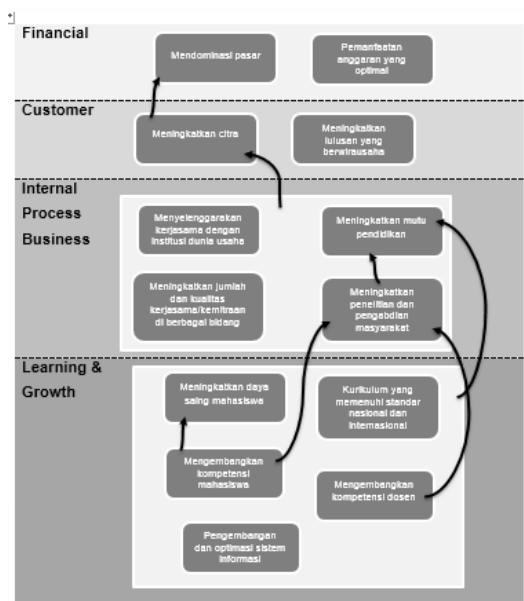 Financial
Mendominasi pasar
Pemanfaatan
anggaran yang
optimal
Customer
Meningkatkan citra
Meningkatkan
lulusan yang
berwirausaha
Internal
Process
Business
Menyelenggarakan
kerjasama dengan
institusi dunia usaha
Meningkatkan mutu
pendidikan
Meningkatkan jumlah
dan kualitas
kerjasama/kemitraan
di berbagai bidang
Meningkatkan
penelitian dan
pengabdian
masyarakat
Learning &
Growth
Meningkatkan daya
saing mahasiswa
Kurikulum yang
memenuhi standar
nasional dan
internasional
Mengembangkan
kompetensi
mahasiswa
Mengembangkan
kompetensi dosen
Pengembangan
dan optimasi sistem
informasi